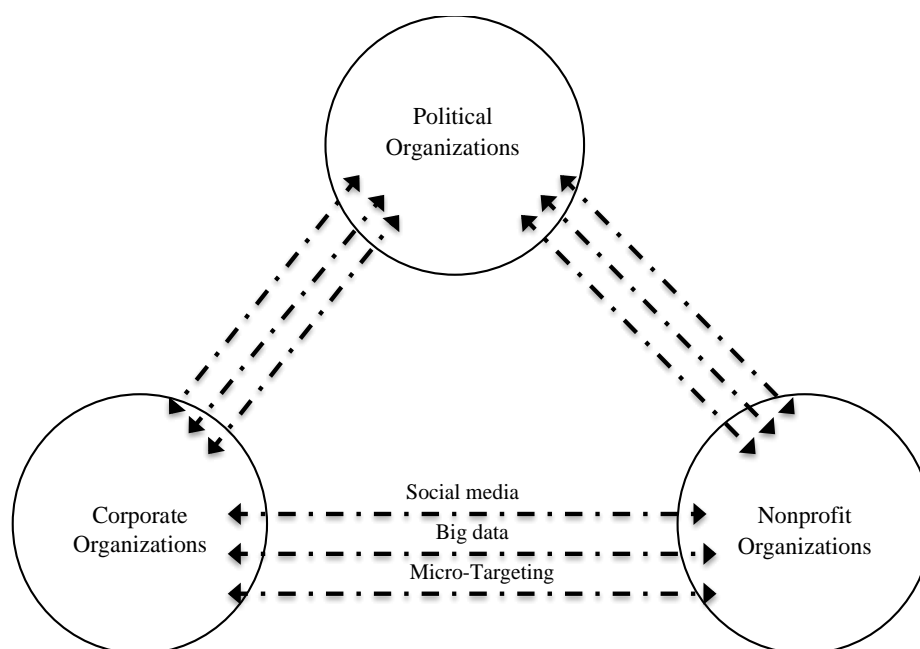 Political
Organizations
Social media
Corporate
Organizations
Big data
Nonprofit
Organizations
Micro-Targeting